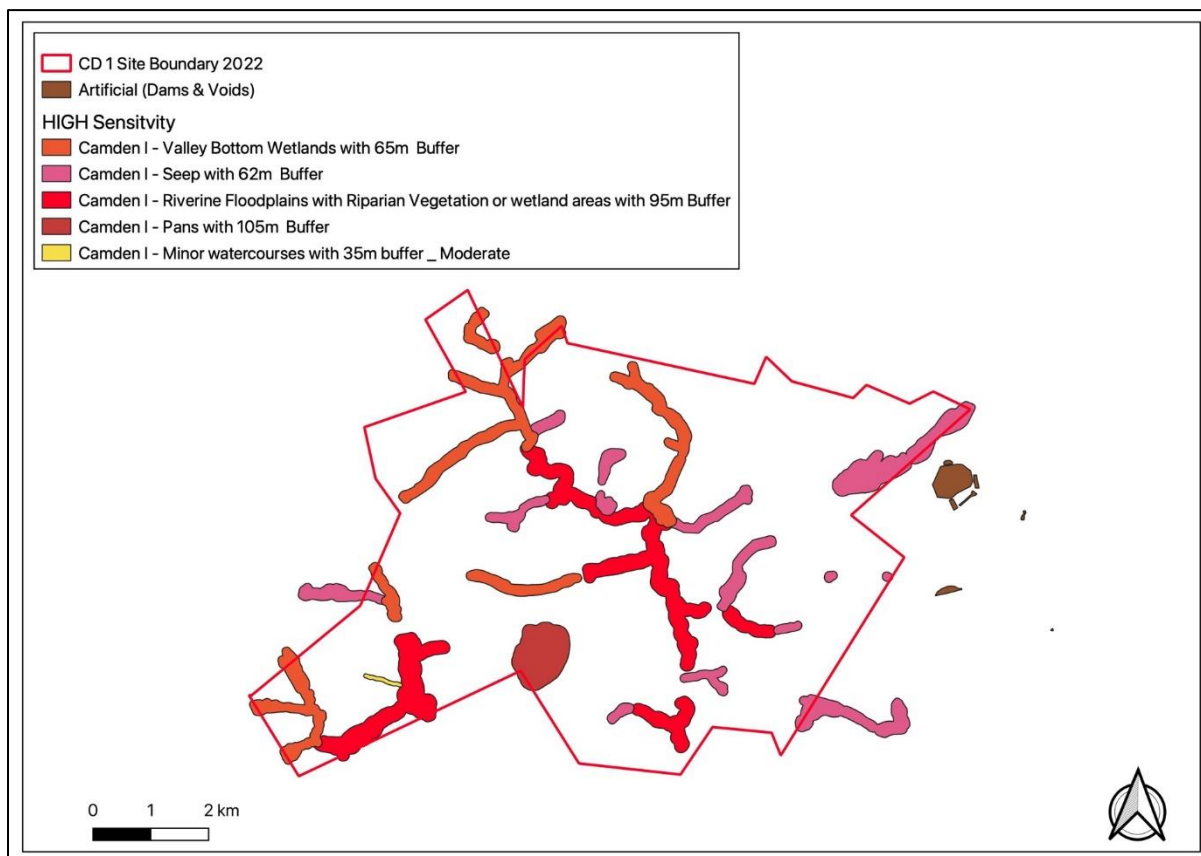 CD 1 Site Boundary 2022
Artificial (Dams & Voids)
HIGH Sensitvity
Camden I - Valley Bottom Wetlands with 65m Buffer
Camden I - Seep with 62m Buffer
Camden I - Riverine Floodplains with Riparian Vegetation or wetland areas with 95m Buffer
Camden I - Pans with 105m Buffer
Camden I - Minor watercourses with 35m buffer _ Moderate
0 1 2 km